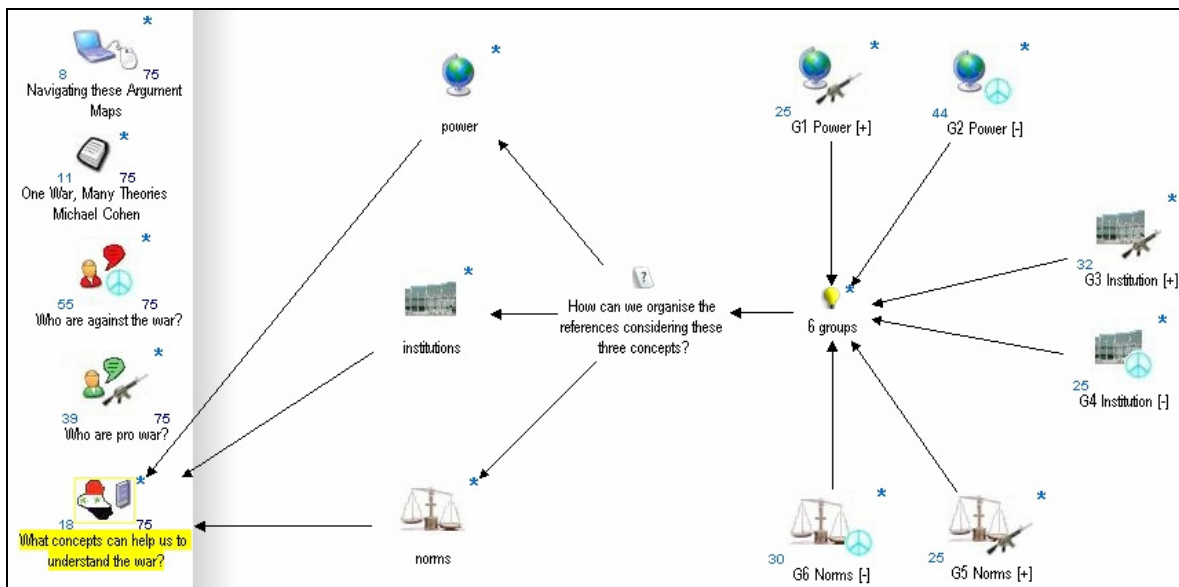 *
8 75
Navigating these Argument
Maps
*
11 75
One War, Many Theories
Michael Cohen
*
55 75
Who are against the war?
*
39 75
Who are pro war?
*
18 75
What concepts can help us to
understand the war?
*
power
*
institutions
*
norms
?
*
How can we organise the
references considering these
three concepts?
*
6 groups
*
25
G1 Power [+]
*
44
G2 Power [-]
*
32
G3 Institution [+]
*
25
G4 Institution [-]
*
30
G6 Norms [-]
*
25
G5 Norms [+]